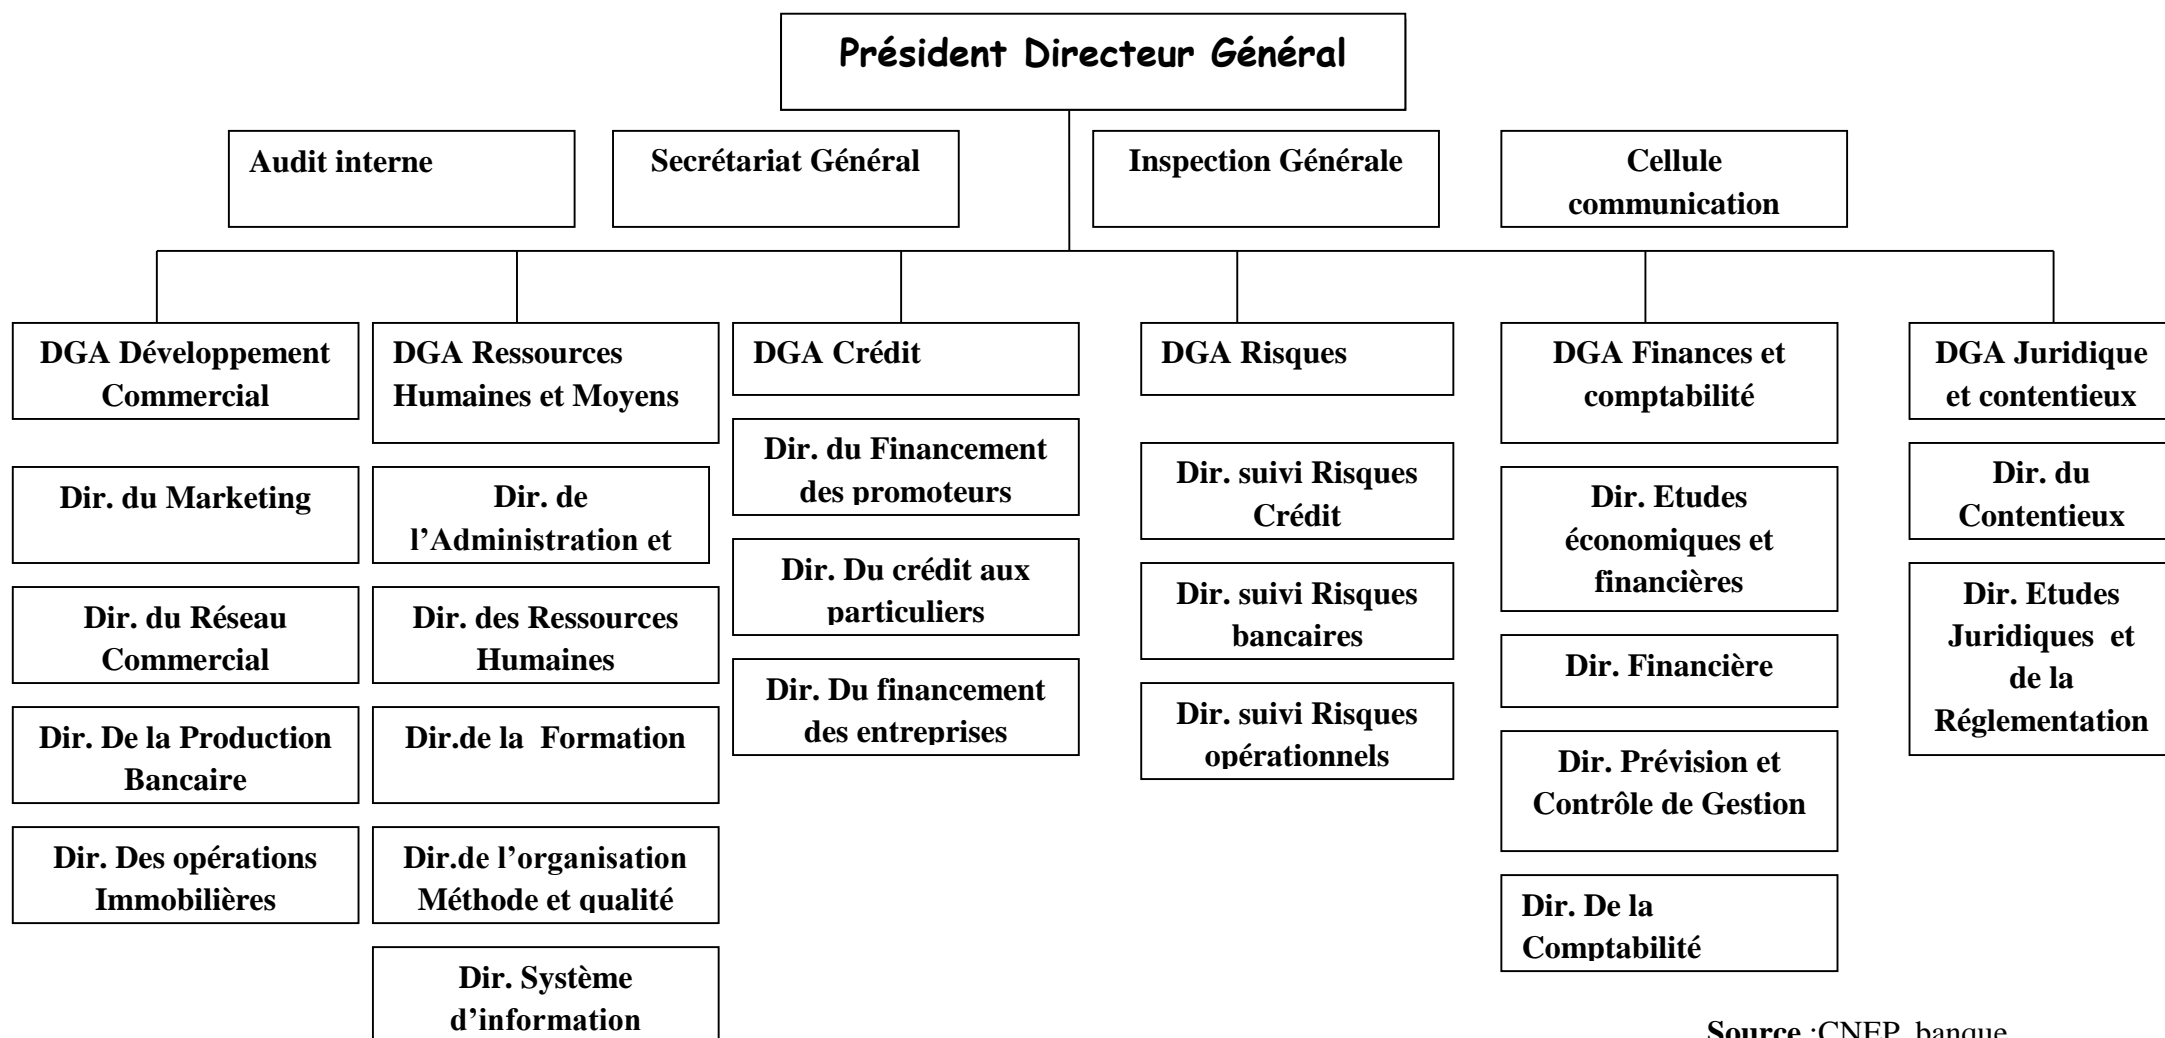 Président Directeur Général
Audit interne
Secrétariat Général
Inspection Générale
Cellule
communication
DGA Développement
Commercial
Dir. du Marketing
Dir. du Réseau
Commercial
Dir. De la Production
Bancaire
Dir. Des opérations
Immobilières
DGA Ressources
Humaines et Moyens
Dir. de
l’Administration et
Dir. des Ressources
Humaines
Dir.de la  Formation
Dir.de l’organisation
Méthode et qualité
Dir. Système
d’information
DGA Crédit
Dir. du Financement
des promoteurs
Dir. Du crédit aux
particuliers
Dir. Du financement
des entreprises
DGA Risques
Dir. suivi Risques
Crédit
Dir. suivi Risques
bancaires
Dir. suivi Risques
opérationnels
DGA Finances et
comptabilité
Dir. Etudes
économiques et
financières
Dir. Financière
Dir. Prévision et
Contrôle de Gestion
Dir. De la
Comptabilité
DGA Juridique
et contentieux
Dir. du
Contentieux
Dir. Etudes
Juridiques  et
de la
Réglementation
Source :CNEP  banque